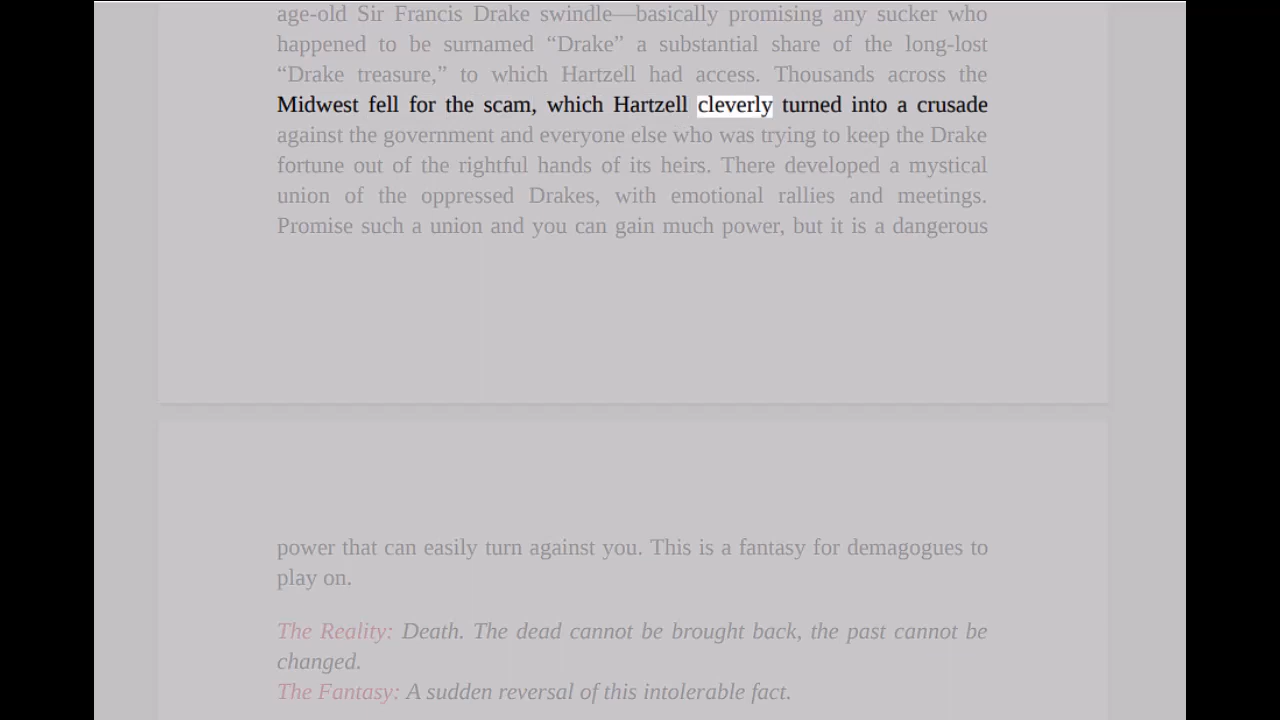 age-old Sir Francis Drake swindle—basically promising any sucker who
happened to be surnamed “Drake” a substantial share of the long-lost
“Drake treasure,” to which Hartzell had access. Thousands across the
Midwest fell for the scam, which Hartzell cleverly turned into a crusade
against the government and everyone else who was trying to keep the Drake
fortune out of the rightful hands of its heirs. There developed a mystical
union of the oppressed Drakes, with emotional rallies and meetings.
Promise such a union and you can gain much power, but it is a dangerous
power that can easily turn against you. This is a fantasy for demagogues to
play on.
The Reality: Death. The dead cannot be brought back, the past cannot be
changed.
The Fantasy: A sudden reversal of this intolerable fact.